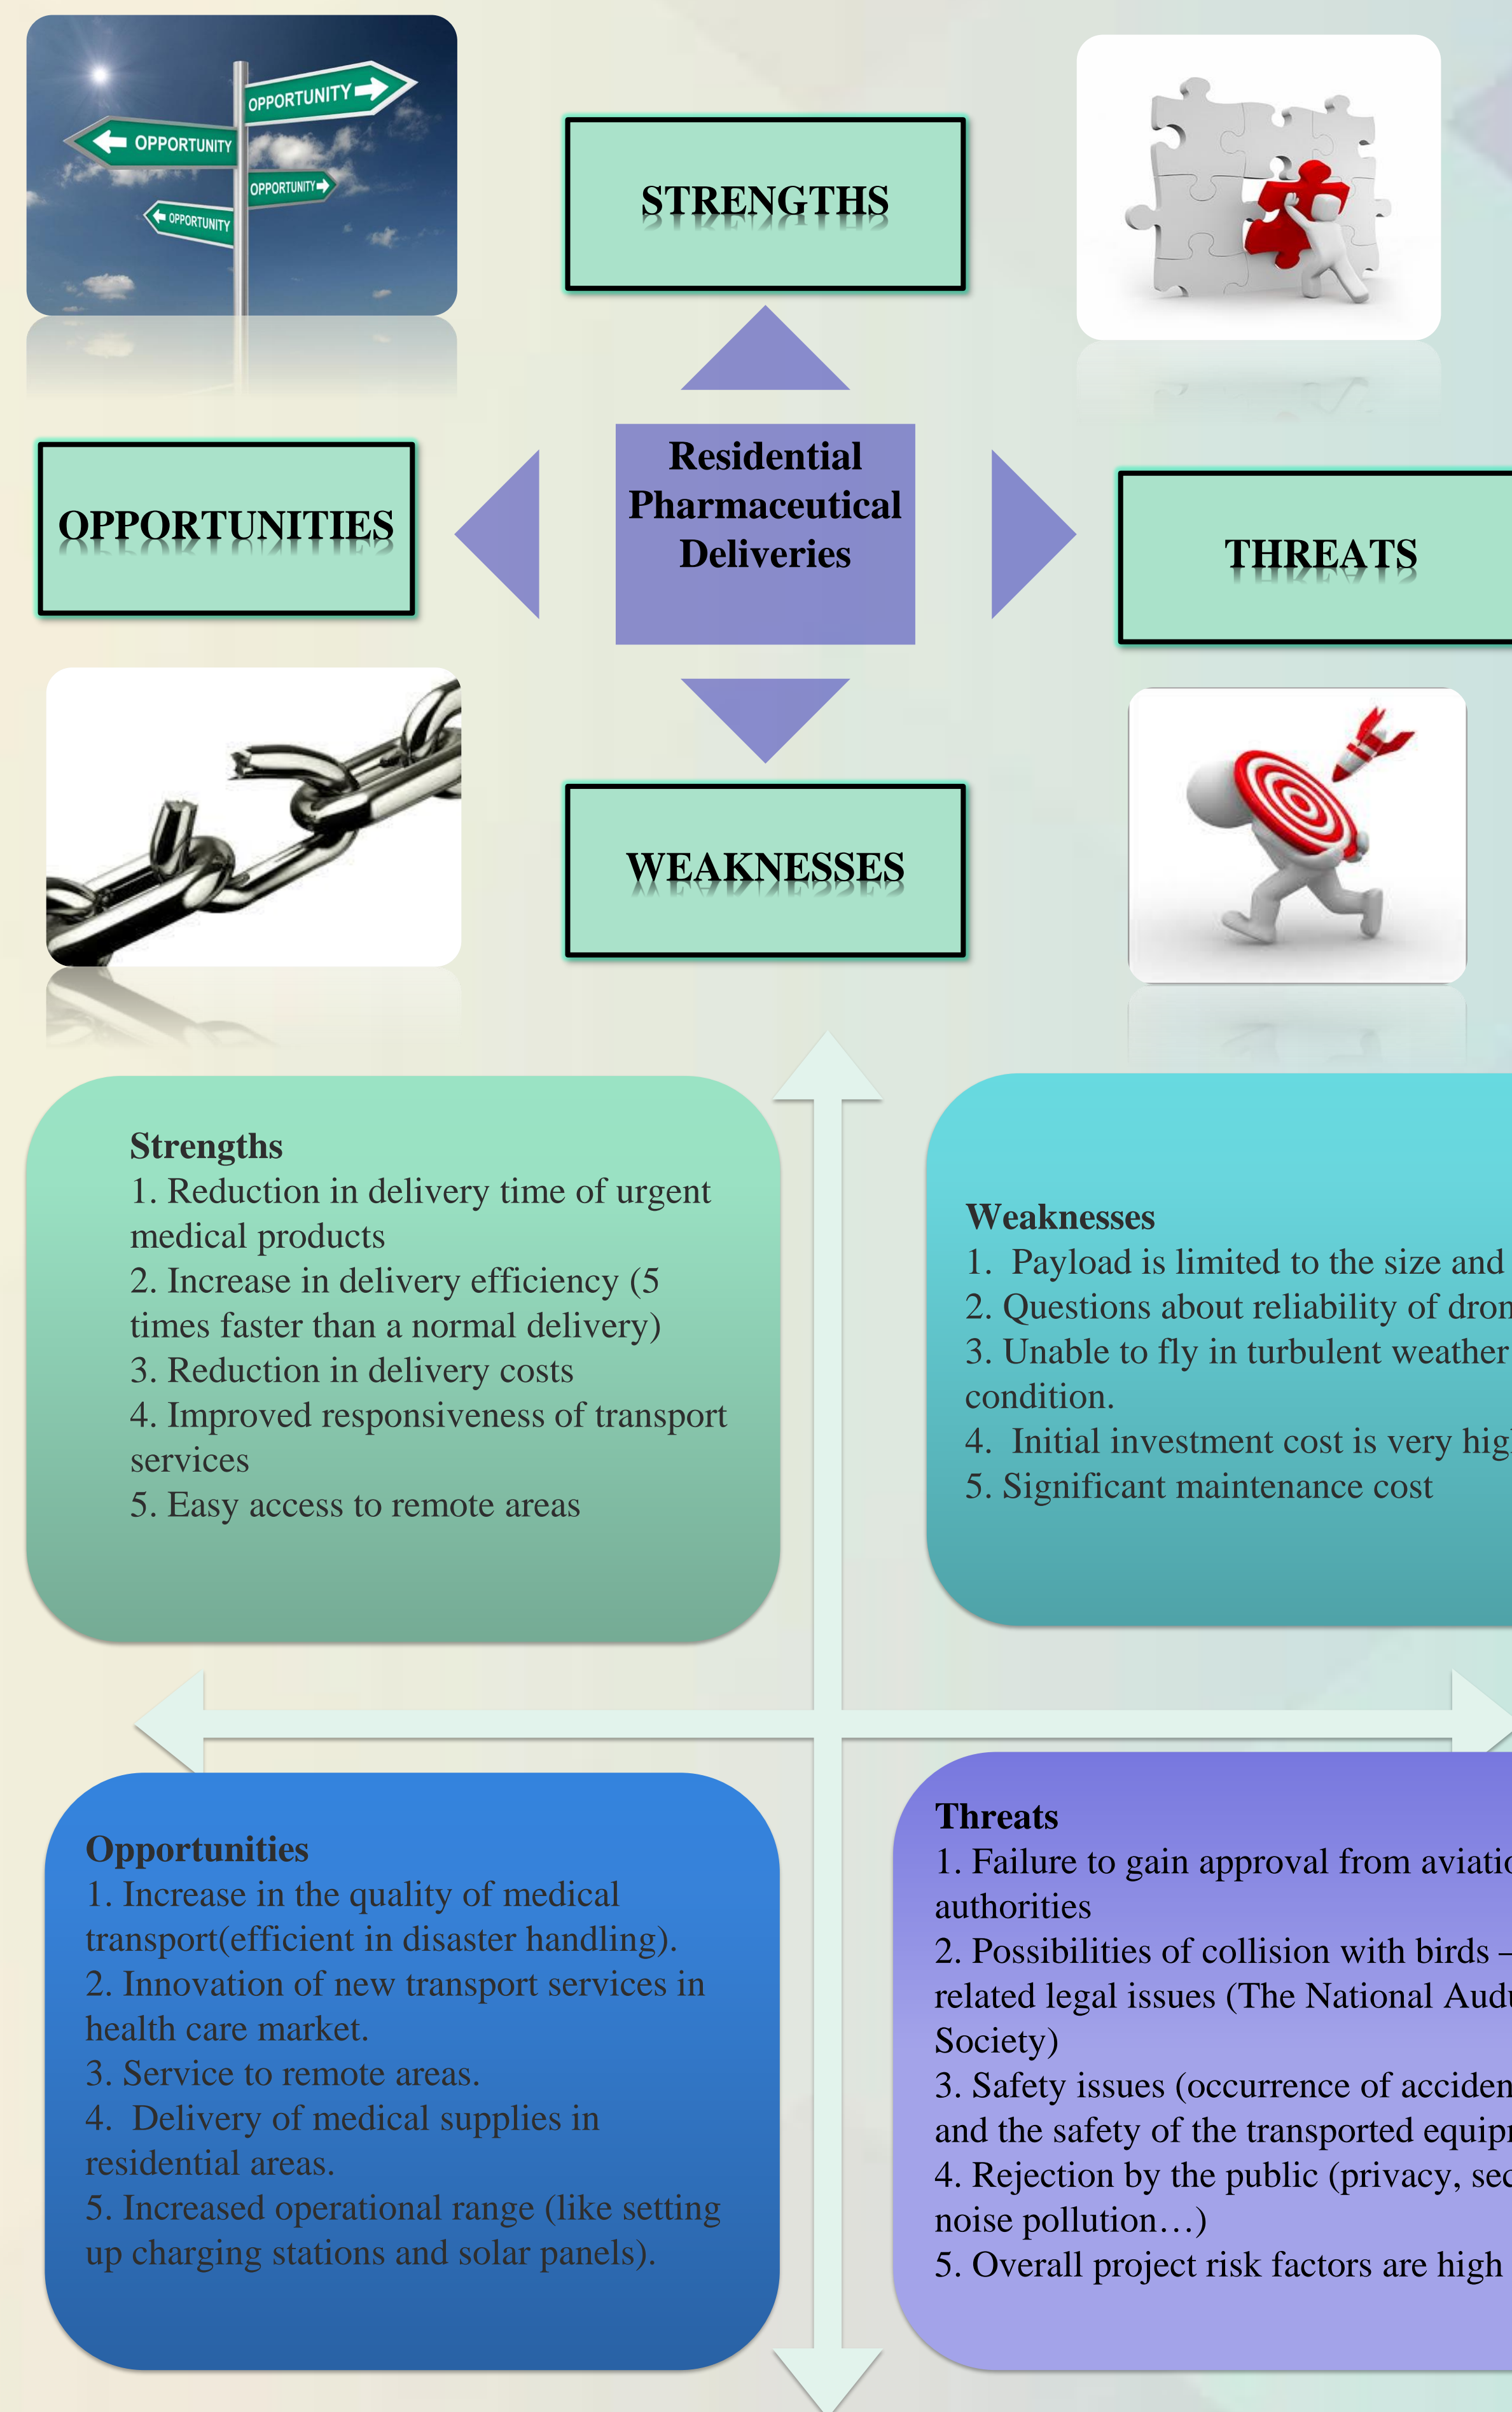 OPPORTUNITY
OPPORTUNITY
OPPORTUNITY
OPPORTUNITY
STRENGTHS
OPPORTUNITIES
Residential
Pharmaceutical
Deliveries
THREATS
WEAKNESSES
Strengths
1. Reduction in delivery time of urgent
medical products
2. Increase in delivery efficiency (5
times faster than a normal delivery)
3. Reduction in delivery costs
4. Improved responsiveness of transport
services
5. Easy access to remote areas
Weaknesses
1. Payload is limited to the size and
2. Questions about reliability of
3. Unable to fly in turbulent weather
condition.
4. Initial investment cost is very
5. Significant maintenance cost
Opportunities
1. Increase in the quality of medical
transport(efficient in disaster handling).
2. Innovation of new transport services in
health care market.
3. Service to remote areas.
4. Delivery of medical supplies in
residential areas.
5. Increased operational range (like setting
up charging stations and solar panels).
Threats
1. Failure to gain approval from
authorities
2. Possibilities of collision with birds –
related legal issues (The National
Society)
3. Safety issues (occurrence of
and the safety of the transported
4. Rejection by the public (privacy,
noise pollution…)
5. Overall project risk factors are high